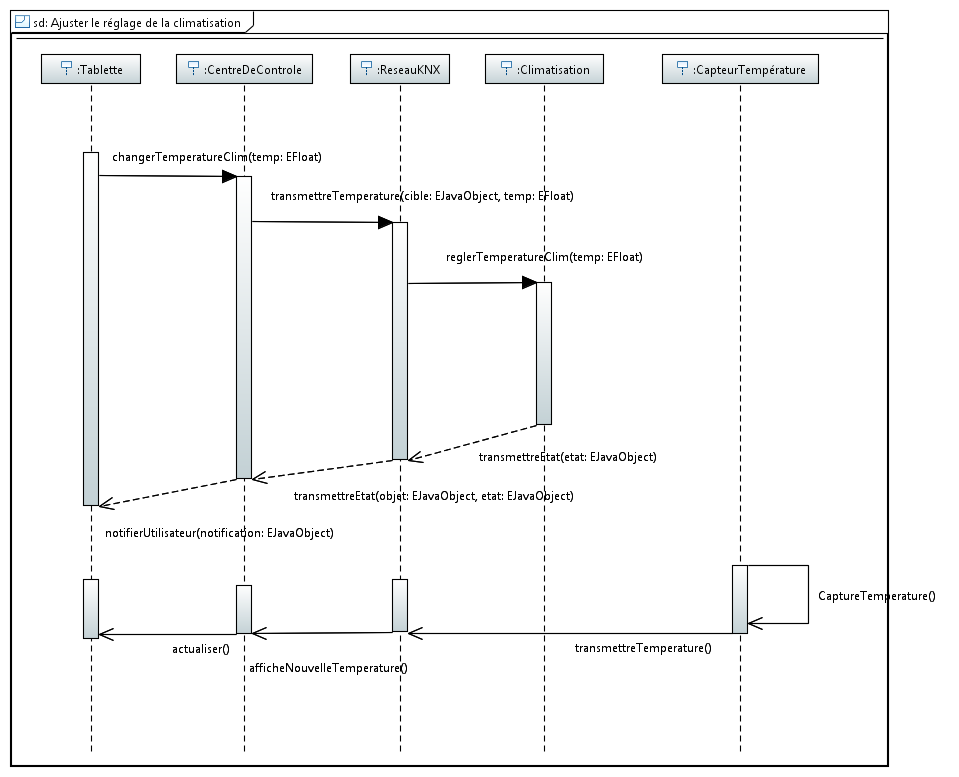 sd: Ajuster le réglage de la climatisation
:Tablette
:CentreDeControle
:ReseauKNX
:Climatisation
:CapteurTempérature
changerTemperatureClim(temp: EFloat)
transmettreTemperature(cible: EJavaObject, temp: EFloat)
reglerTemperatureClim(temp: EFloat)
transmettreEtat(etat: EJavaObject)
transmettreEtat(objet: EJavaObject, etat: EJavaObject)
notifierUtilisateur(notification: EJavaObject)
CaptureTemperature()
actualiser()
transmettreTemperature()
afficheNouvelleTemperature()